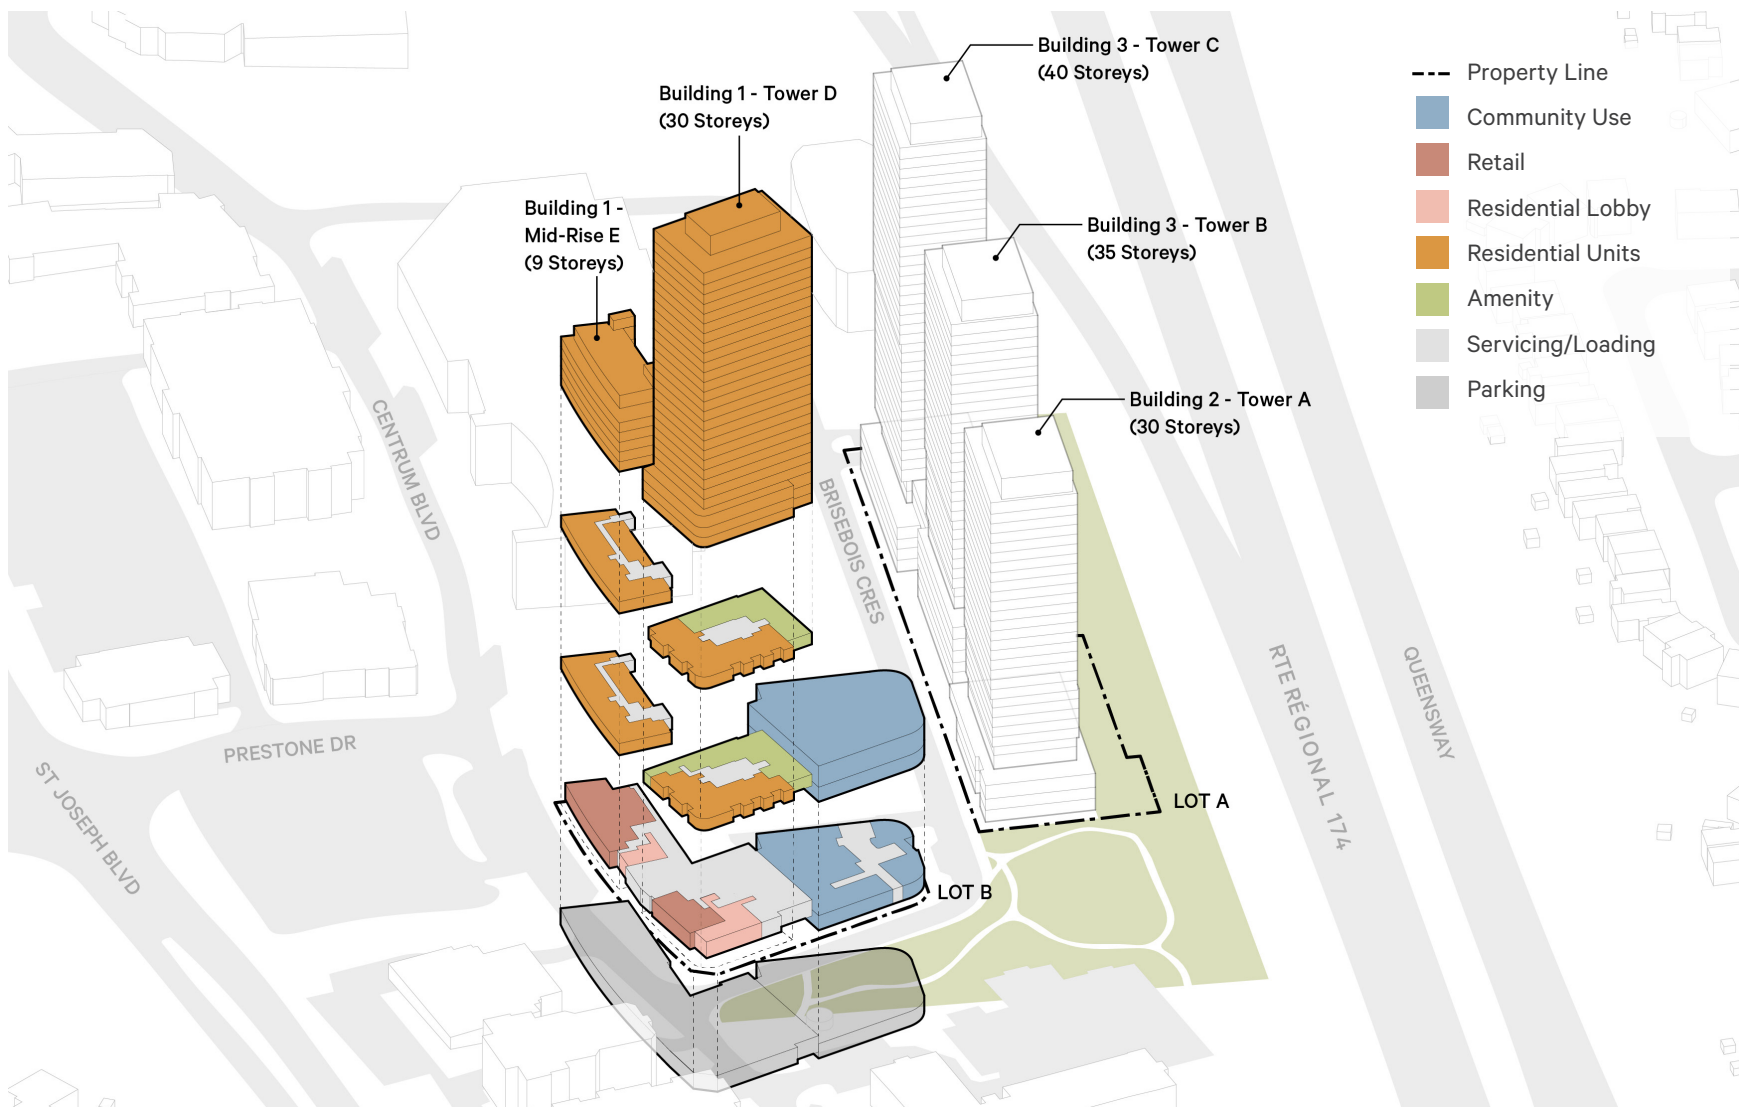 Building 3 - Tower C
(40 Storeys)
Building 1 - Tower D
(30 Storeys)
Building 1 -
Mid-Rise E
(9 Storeys)
Building 3 - Tower B
(35 Storeys)
Building 2 - Tower A
(30 Storeys)
Property Line
Community Use
Retail
Residential Lobby
Residential Units
Amenity
Servicing/Loading
Parking
CENTRUM BLVD
BRISEBOIS CRES
PRESTONE DR
ST JOSEPH BLVD
RTE RÉGIONAL 174
QUEENSWAY
LOT A
LOT B